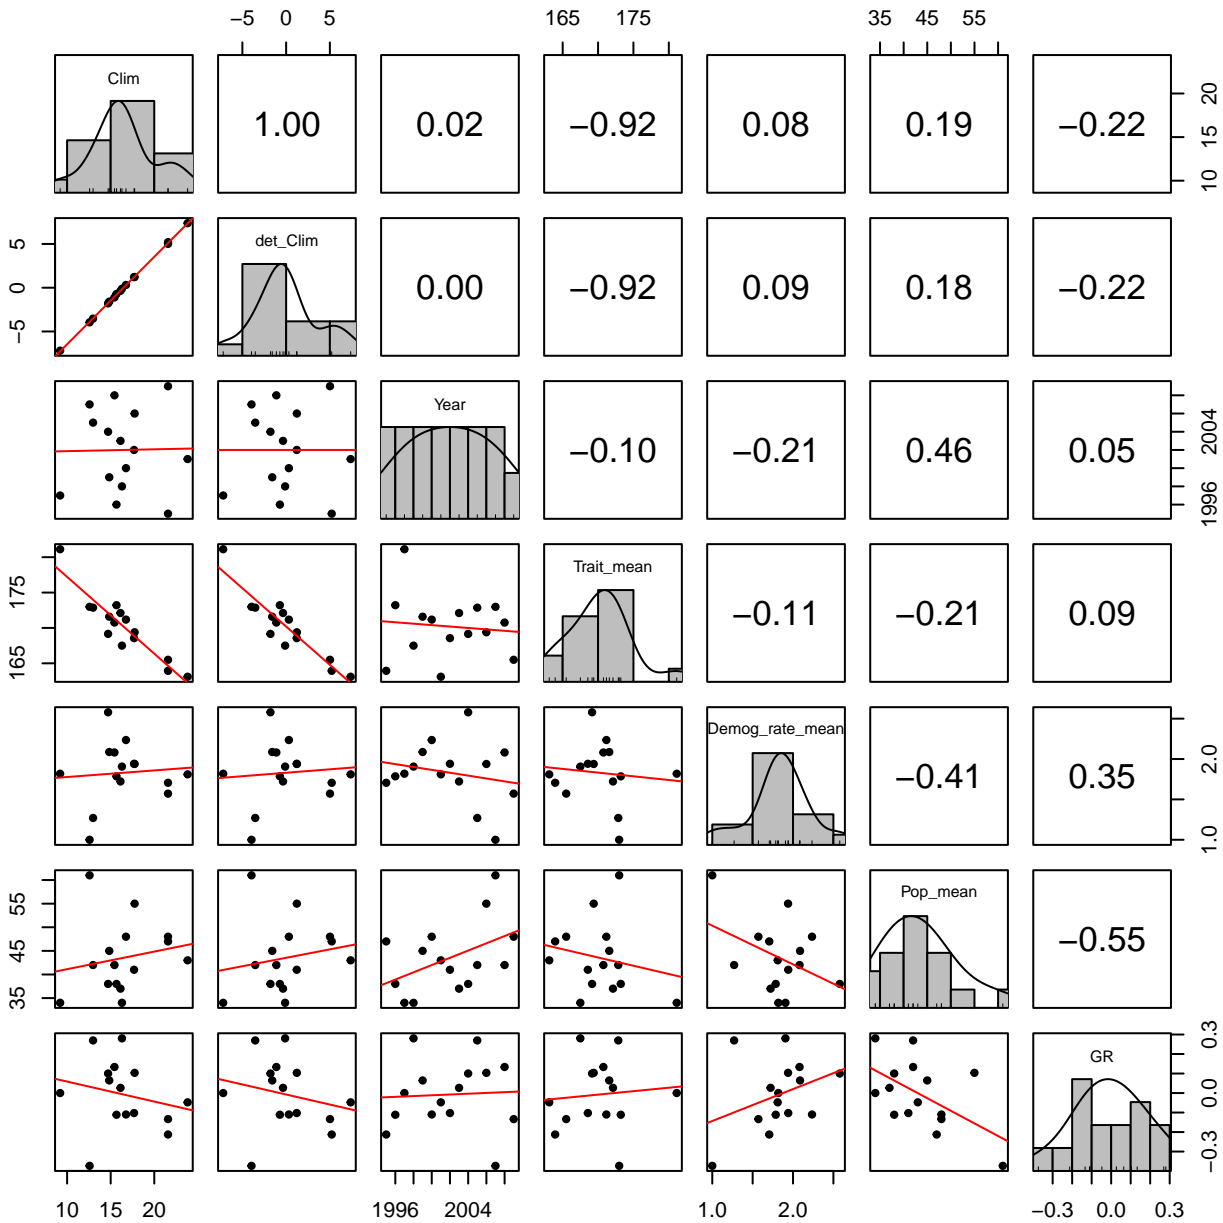 −5 0 5 165 175 35 45 55
Clim 1.00 0.02 −0.92 0.08 0.19 −0.22 10 15 20
−5 0 5 det_Clim 0.00 −0.92 0.09 0.18 −0.22
Year −0.10 −0.21 0.46 0.05 1996 2004
165 175 Trait_mean −0.11 −0.21 0.09
Demog_rate_mean −0.41 0.35 1.0 2.0
35 45 55 Pop_mean −0.55
GR −0.3 0.0 0.3
10 15 20 1996 2004 1.0 2.0 −0.3 0.0 0.3